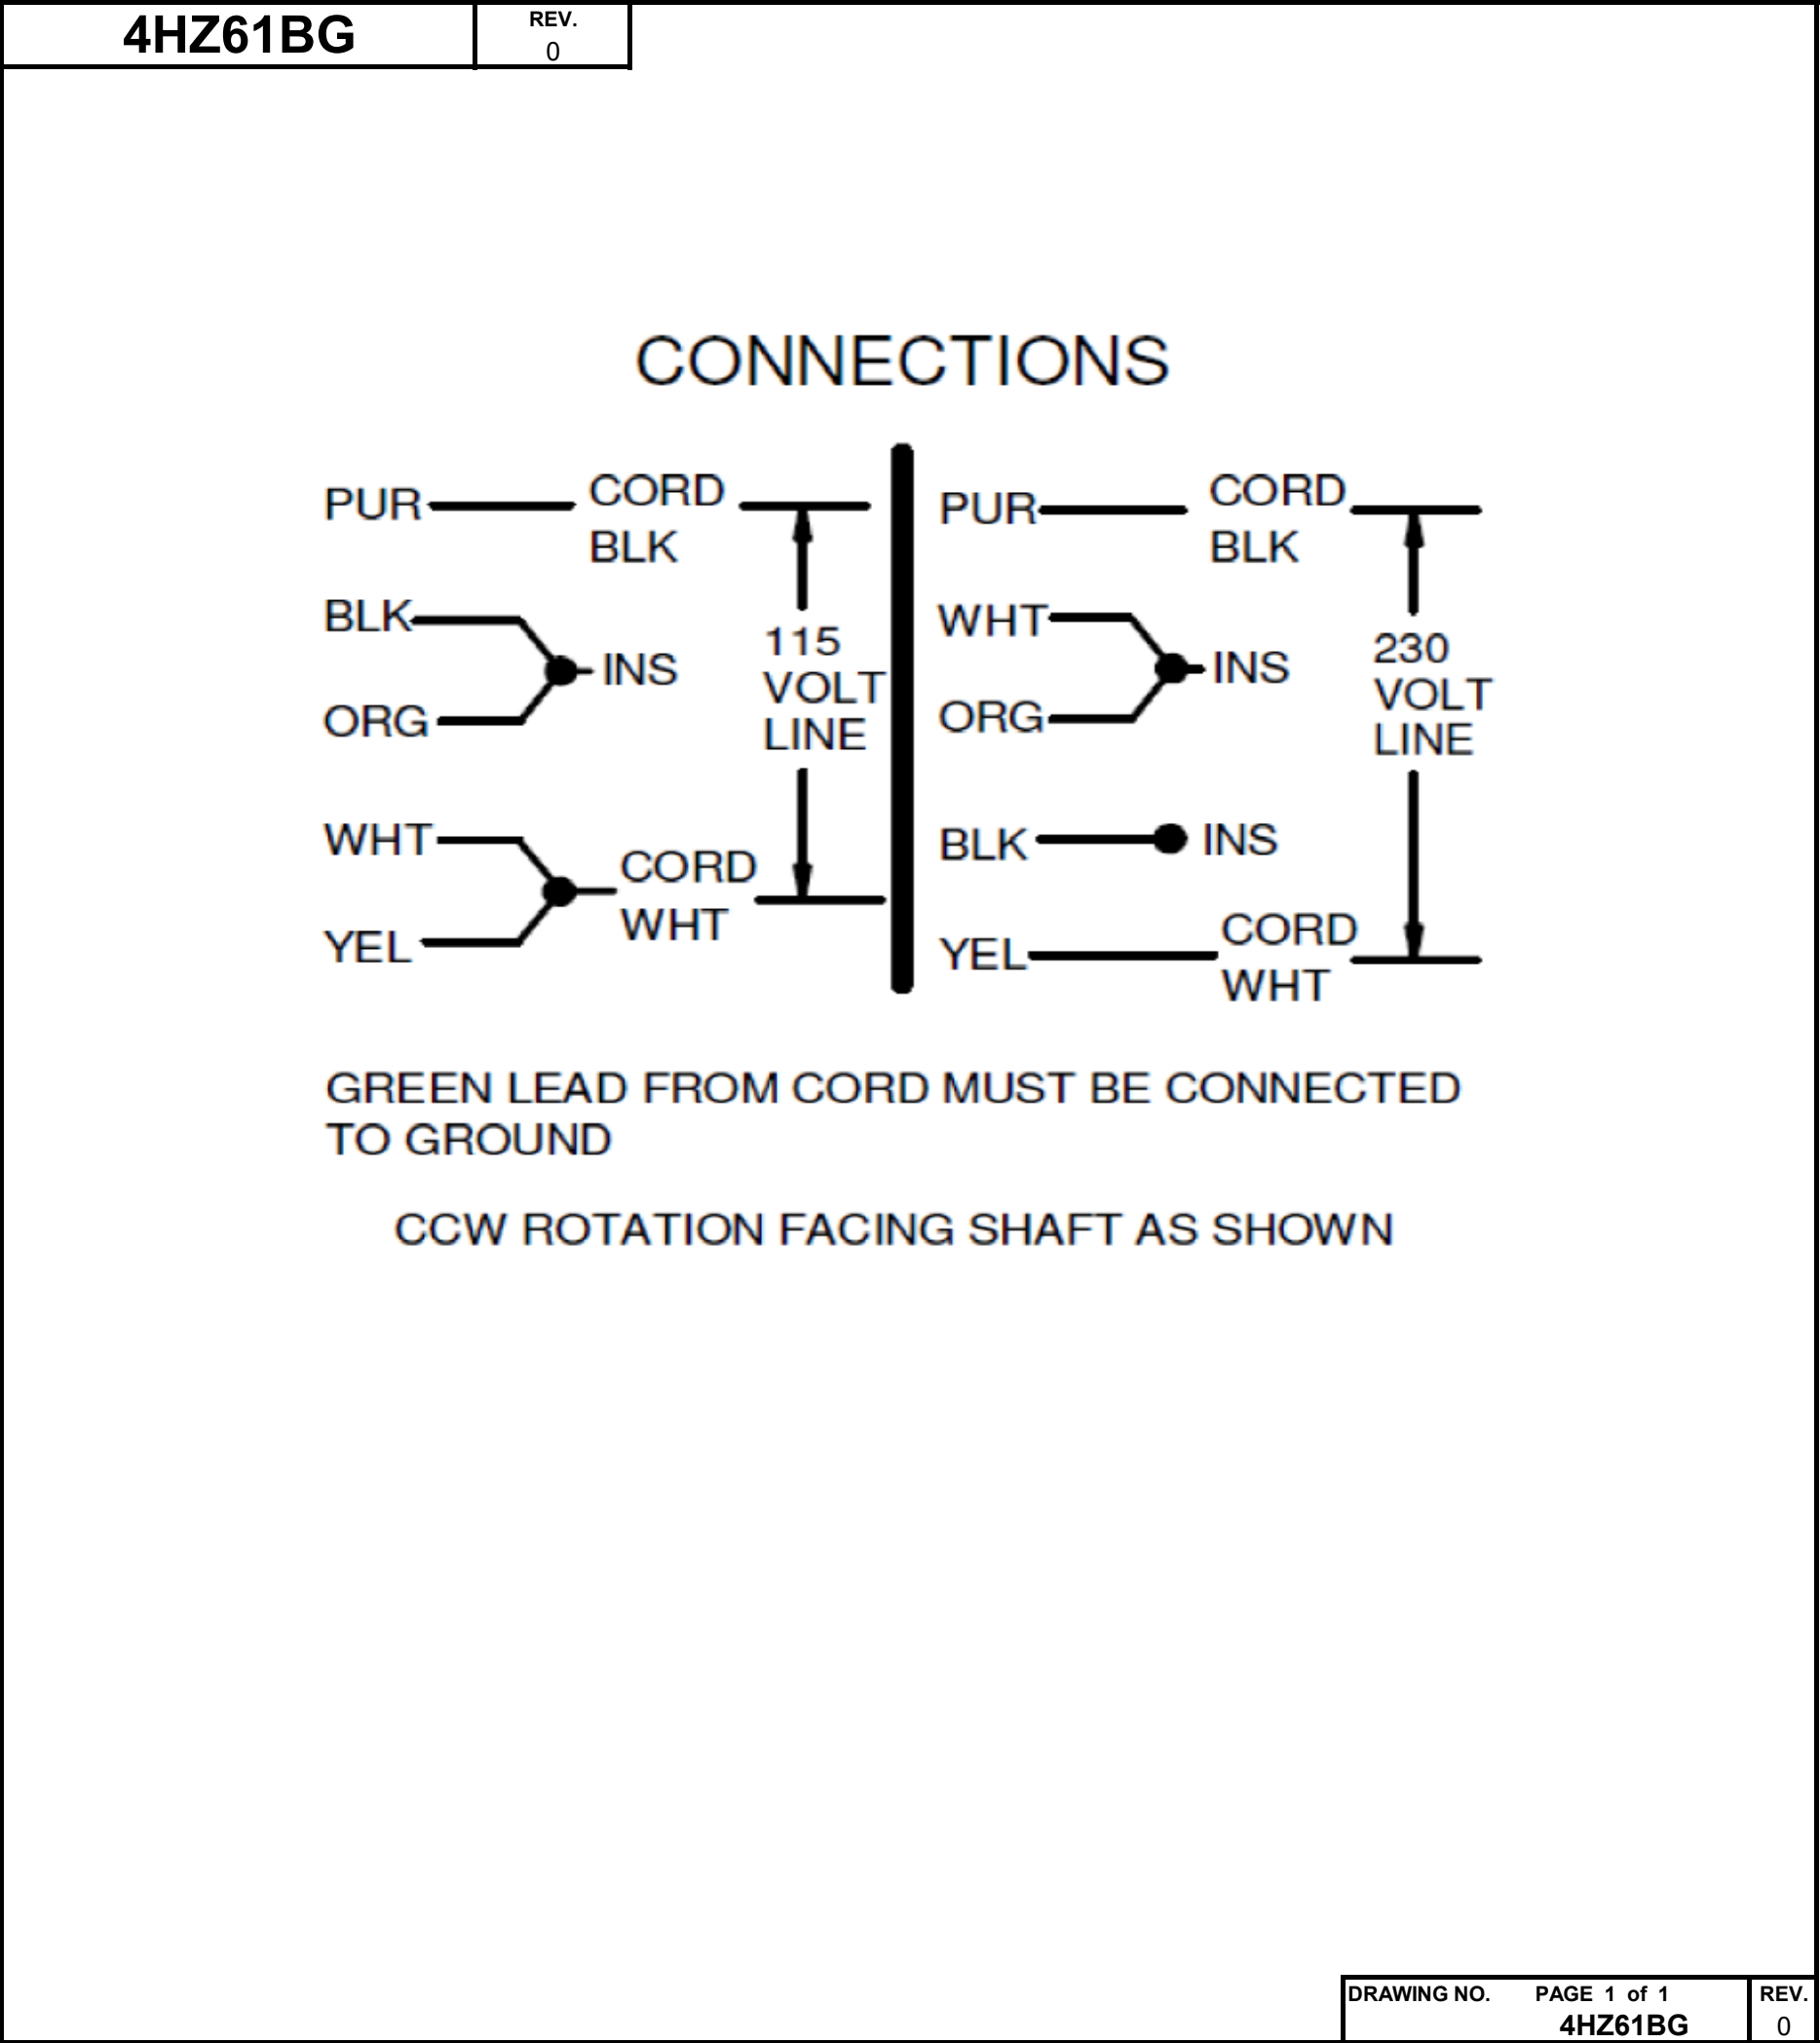 4HZ61BG
REV.
0
CONNECTIONS
PUR
CORD
BLK
BLK
INS
ORG
115
VOLT
LINE
WHT
CORD
WHT
YEL
PUR
CORD
BLK
WHT
INS
ORG
230
VOLT
LINE
BLK
INS
YEL
CORD
WHT
GREEN LEAD FROM CORD MUST BE CONNECTED
TO GROUND
CCW ROTATION FACING SHAFT AS SHOWN
DRAWING NO. PAGE 1 of 1
4HZ61BG
REV.
0